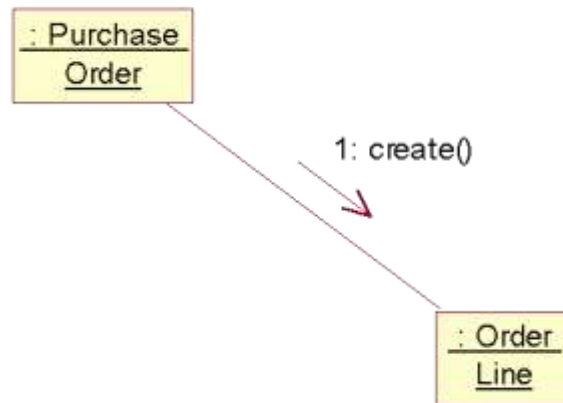 : Purchase
Order
1: create()
: Order
Line